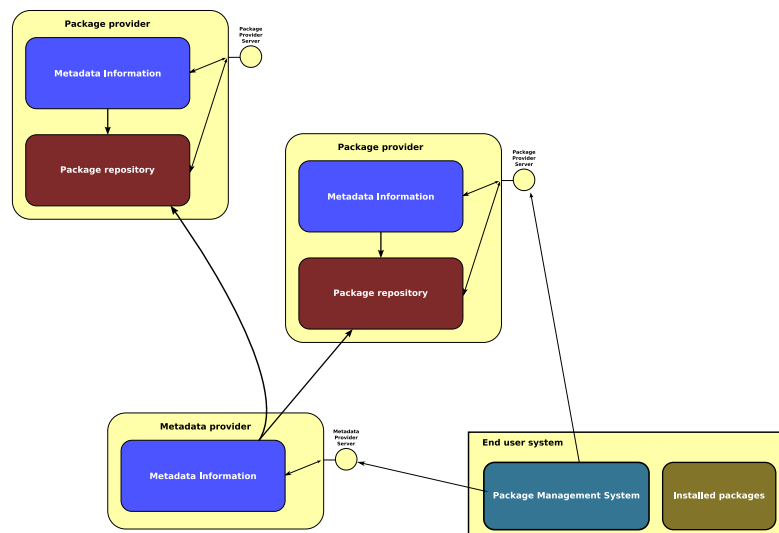 Package provider
Package
Provider
Server
Metadata Information
Package repository
Package provider
Package
Provider
Server
Metadata Information
Package repository
Metadata provider
Metadata
Provider
Server
Metadata Information
End user system
Package Management System
Installed packages